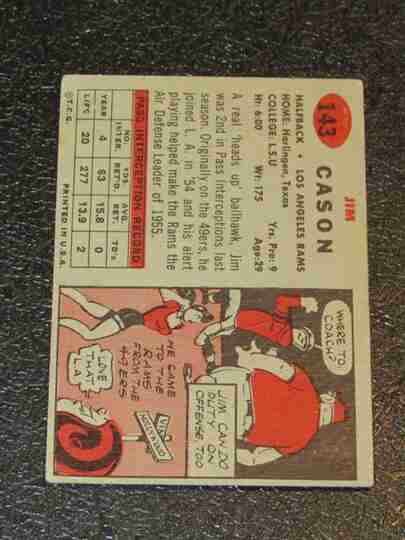 143
JIM
CASON
HALFBACK • LOS ANGELES RAMS
HOME: Harlingen, Texas
COLLEGE: L.S.U Yrs. Pro: 9
Ht: 6:00 Wt: 175 Age: 29
A real 'heads up' ballhawk, Jim
was 2nd in Pass Interceptions last
season. Originally on the 49ers, he
joined L. A. in '54 and his alert
playing helped make the Rams the
Air Defense Leader of 1955.
PASS INTERCEPTION RECORD
NO. YDS. AVG.
INTER. RETD. RET. TD's
YEAR 4 63 15.8 0
LIFE 20 277 13.9 2
© T.C.G. PRINTED IN U.S.A.
WHERE TO
COACH?
JIM CAN DO
DUTY ON
OFFENSE TOO
HE CAME
TO THE
RAMS
FROM THE
49ERS
I LOVE
THAT
L.A.
VINE
HOLLYWOOD